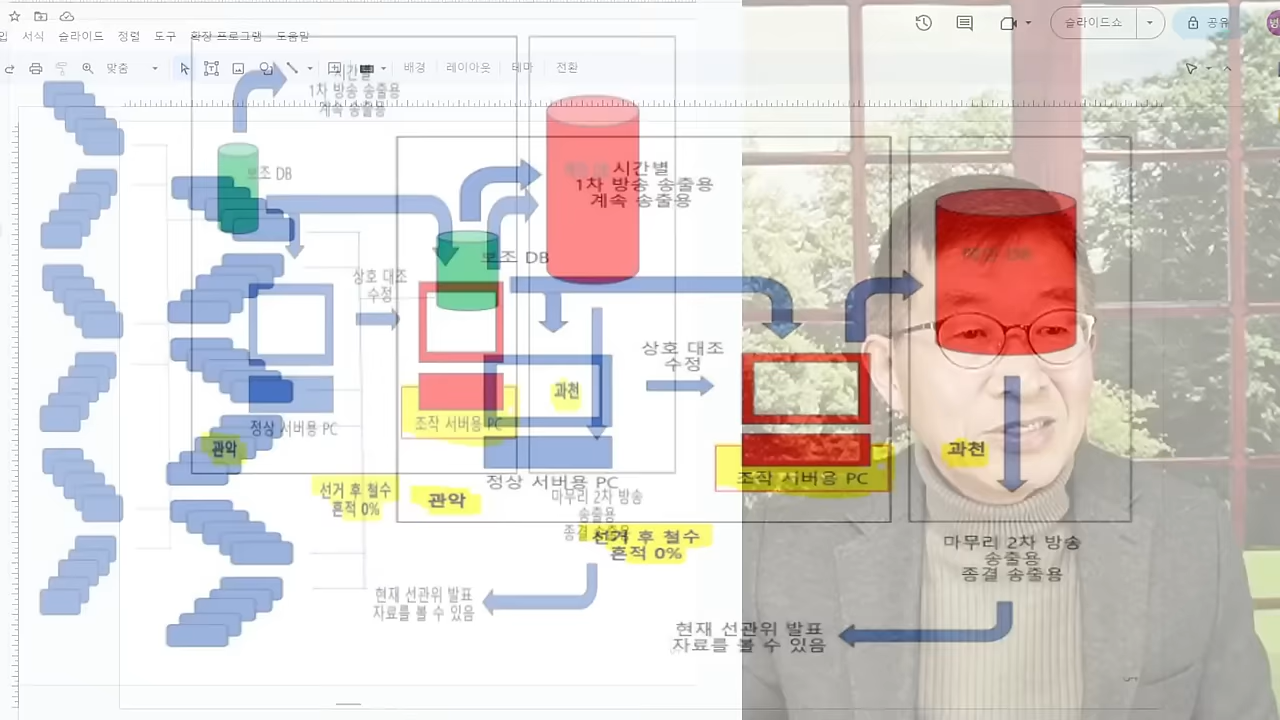 서식 슬라이드 정렬 도구 확장 프로그램 도움말
슬라이드쇼
공유
맞춤
배경 레이아웃 테마 전환
시간별
1차 방송 송출용
계속 송출용
보조 DB
상호 대조
수정
정상 서버용 PC
조작 서버용 PC
관악
과천
선거 후 철수
흔적 0%
마무리 2차 방송
송출용
종결 송출용
현재 선관위 발표
자료를 볼 수 있음
시간별
1차 방송 송출용
계속 송출용
보조 DB
상호 대조
수정
정상 서버용 PC
조작 서버용 PC
관악
과천
선거 후 철수
흔적 0%
마무리 2차 방송
송출용
종결 송출용
현재 선관위 발표
자료를 볼 수 있음